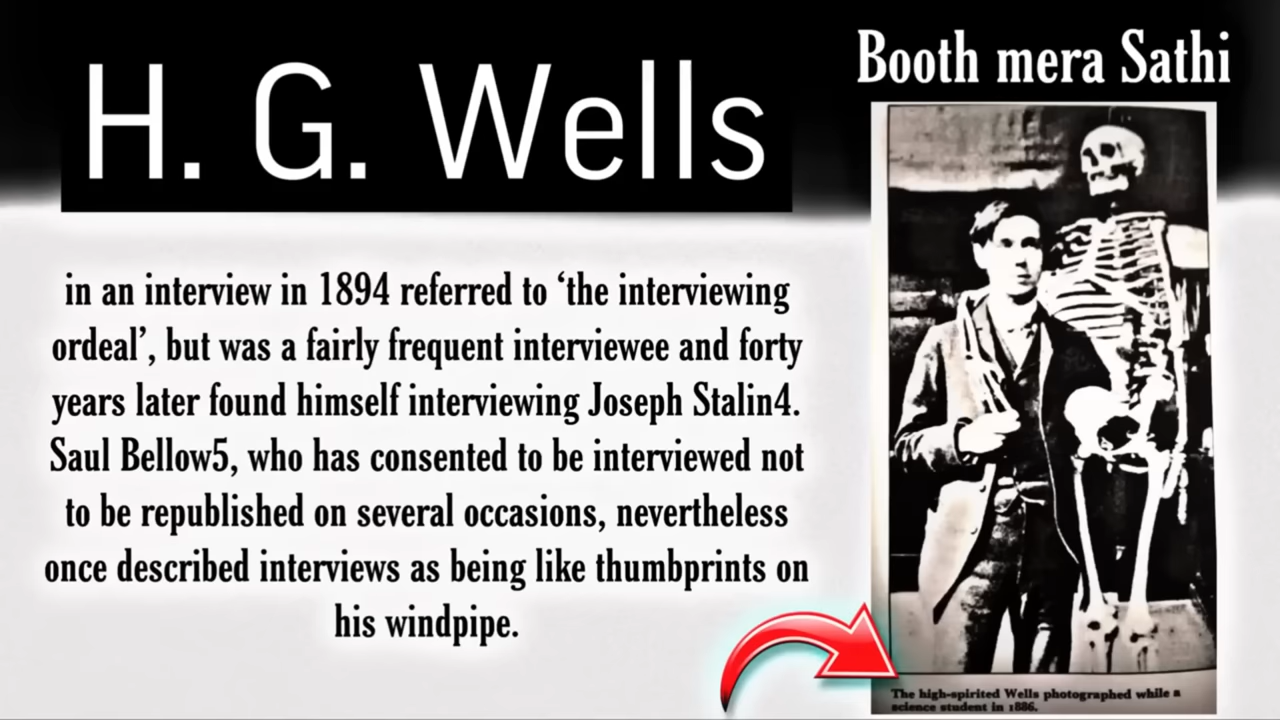 H. G. Wells
Booth mera Sathi
in an interview in 1894 referred to ‘the interviewing
ordeal’, but was a fairly frequent interviewee and forty
years later found himself interviewing Joseph Stalin4.
Saul Bellow5, who has consented to be interviewed not
to be republished on several occasions, nevertheless
once described interviews as being like thumbprints on
his windpipe.
The high-spirited Wells photographed while a
science student in 1886.